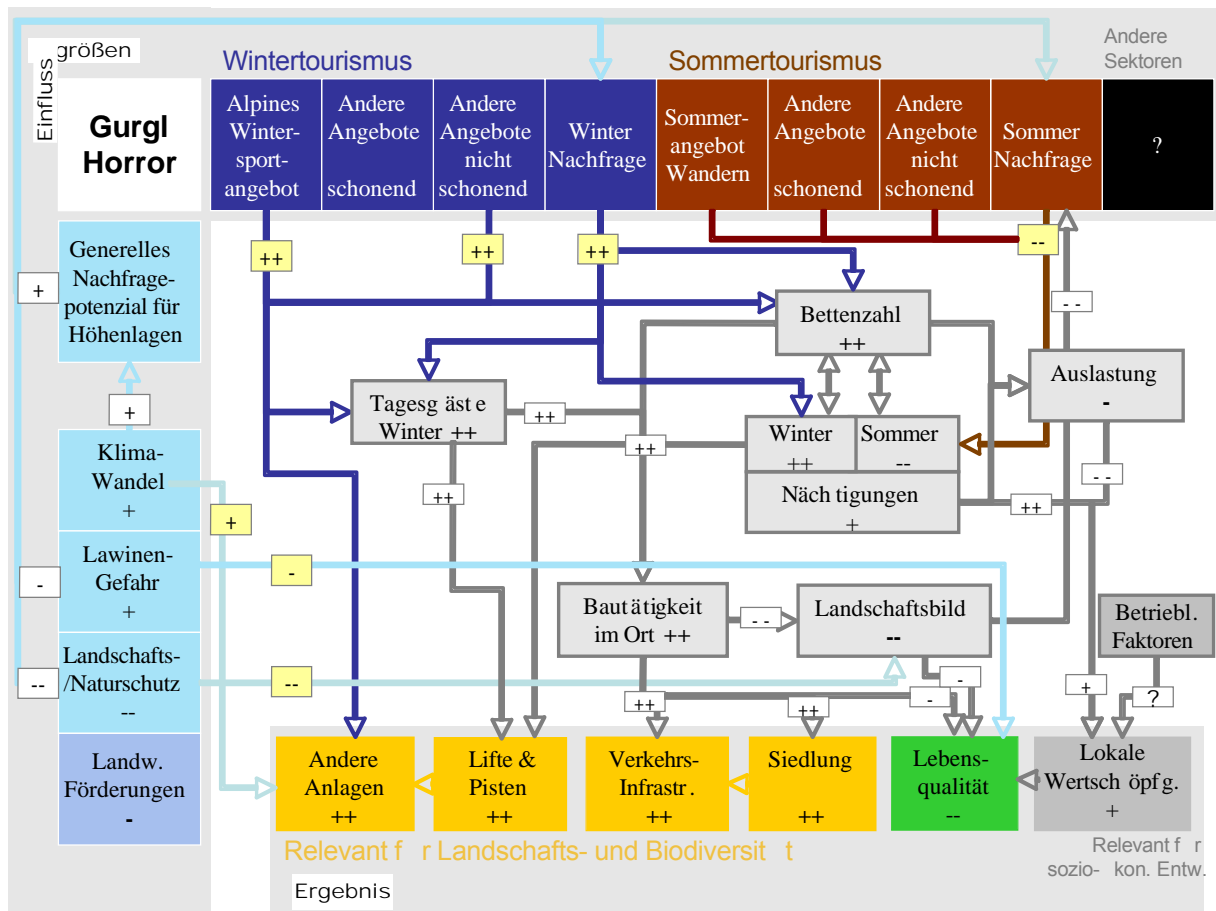 größen
Einfluss
Wintertourismus
Sommertourismus
Andere
Sektoren
Gurgl
Horror
Alpines
Winter-
sport-
angebot
Andere
Angebote
schonend
Andere
Angebote
nicht
schonend
Winter
Nachfrage
Sommer-
angebot
Wandern
Andere
Angebote
schonend
Andere
Angebote
nicht
schonend
Sommer
Nachfrage
?
++
++
++
--
Generelles
Nachfrage-
potenzial für
Höhenlagen
+
+
Bettenzahl
++
- -
Auslastung
-
Tagesg äst e
Winter ++
++
++
Winter
++
Sommer
--
Näch tigungen
+
++
- -
++
Klima-
Wandel
+
+
Lawinen-
Gefahr
+
-
-
Bautätigkeit
im Ort ++
- -
Landschaftsbild
--
Betriebl.
Faktoren
Landschafts-
/Naturschutz
--
--
--
++
++
-
-
+
?
Landw.
Förderungen
-
Andere
Anlagen
++
Lifte &
Pisten
++
Verkehrs-
Infrastr .
++
Siedlung
++
Lebens-
qualität
--
Lokale
Wertsch öpfg.
+
Relevant f r Landschafts- und Biodiversit t
Relevant f r
sozio- kon. Entw.
Ergebnis